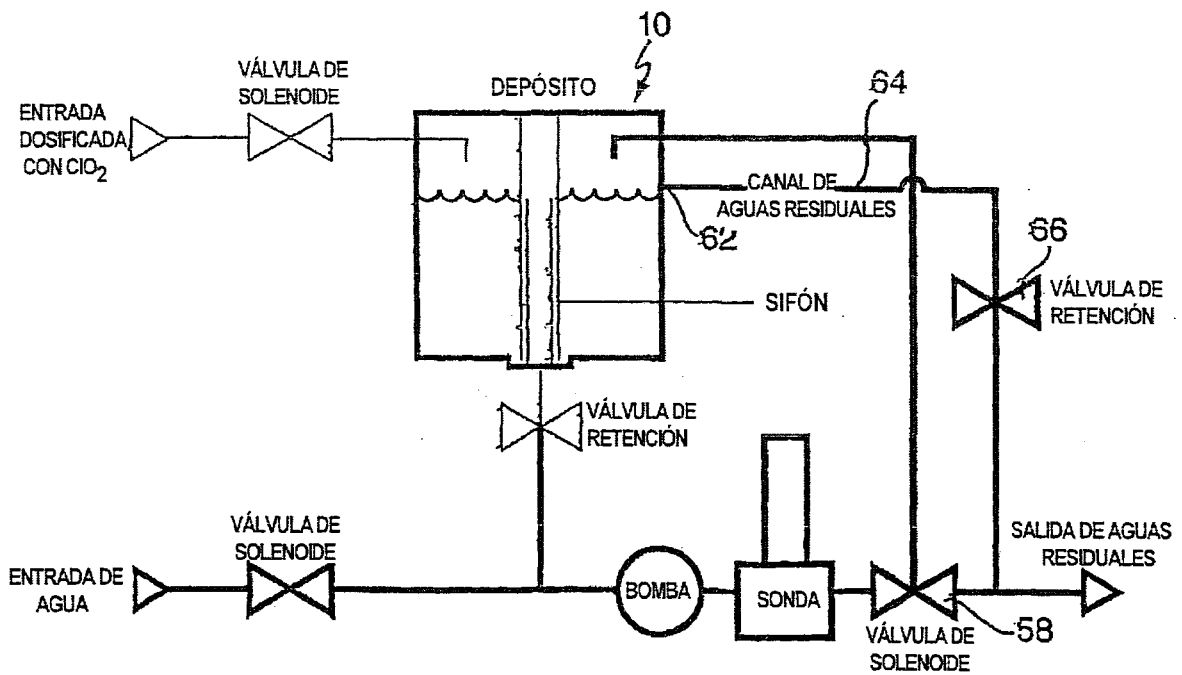 10
VÁLVULA DE
SOLENOIDE
DEPÓSITO
64
ENTRADA
DOSIFICADA
CON ClO2
CANAL DE
AGUAS RESIDUALES
62
66
VÁLVULA DE
RETENCIÓN
SIFÓN
VÁLVULA DE
RETENCIÓN
VÁLVULA DE
SOLENOIDE
SALIDA DE AGUAS
RESIDUALES
ENTRADA DE
AGUA
BOMBA
SONDA
58
VÁLVULA DE
SOLENOIDE